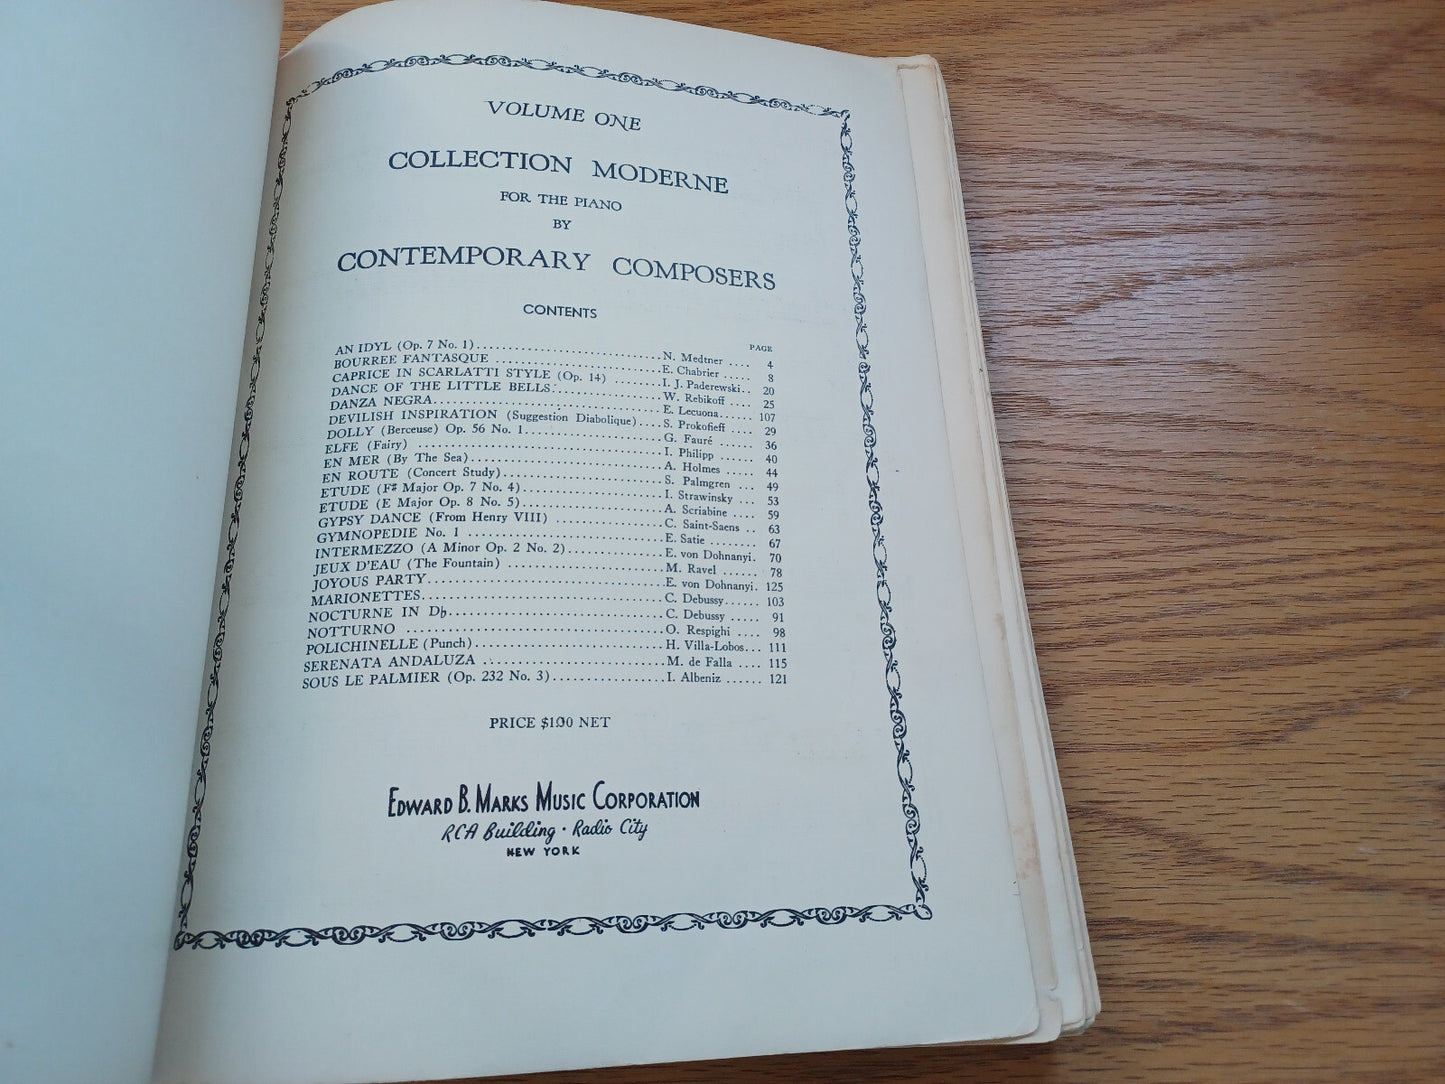 VOLUME ONE
COLLECTION MODERNE
FOR THE PIANO
BY
CONTEMPORARY COMPOSERS
CONTENTS
PAGE
AN IDYL (Op. 7 No. 1)..............................N. Medtner .... 4
BOURREE FANTASQUE ..........................E. Chabrier ..... 8
CAPRICE IN SCARLATTI STYLE (Op. 14) .......I. J. Paderewski.. 20
DANCE OF THE LITTLE BELLS..................W. Rebikoff .... 25
DANZA NEGRA...................................E. Lecuona...... 107
DEVILISH INSPIRATION (Suggestion Diabolique)....S. Prokofieff .... 29
DOLLY (Berceuse) Op. 56 No. 1....................G. Fauré ...... 36
ELFE (Fairy) ...................................I. Philipp ..... 40
EN MER (By The Sea)............................A. Holmes ..... 44
EN ROUTE (Concert Study).......................S. Palmgren ... 49
ETUDE (F♯ Major Op. 7 No. 4)....................I. Strawinsky ... 53
ETUDE (E Major Op. 8 No. 5)....................A. Scriabine .... 59
GYPSY DANCE (From Henry VIII) ...............C. Saint-Saens .. 63
GYMNOPEDIE No. 1 .............................E. Satie ........ 67
INTERMEZZO (A Minor Op. 2 No. 2)..............E. von Dohnanyi. 70
JEUX D'EAU (The Fountain) ......................M. Ravel ...... 78
JOYOUS PARTY..................................E. von Dohnanyi. 125
MARIONETTES...................................C. Debussy...... 103
NOCTURNE IN D♭................................C. Debussy ..... 91
NOTTURNO .....................................O. Respighi .... 98
POLICHINELLE (Punch)...........................H. Villa-Lobos... 111
SERENATA ANDALUZA ..........................M. de Falla .... 115
SOUS LE PALMIER (Op. 232 No. 3)................I. Albeniz ...... 121
PRICE $1.00 NET
EDWARD B. MARKS MUSIC CORPORATION
RCA Building · Radio City
NEW YORK